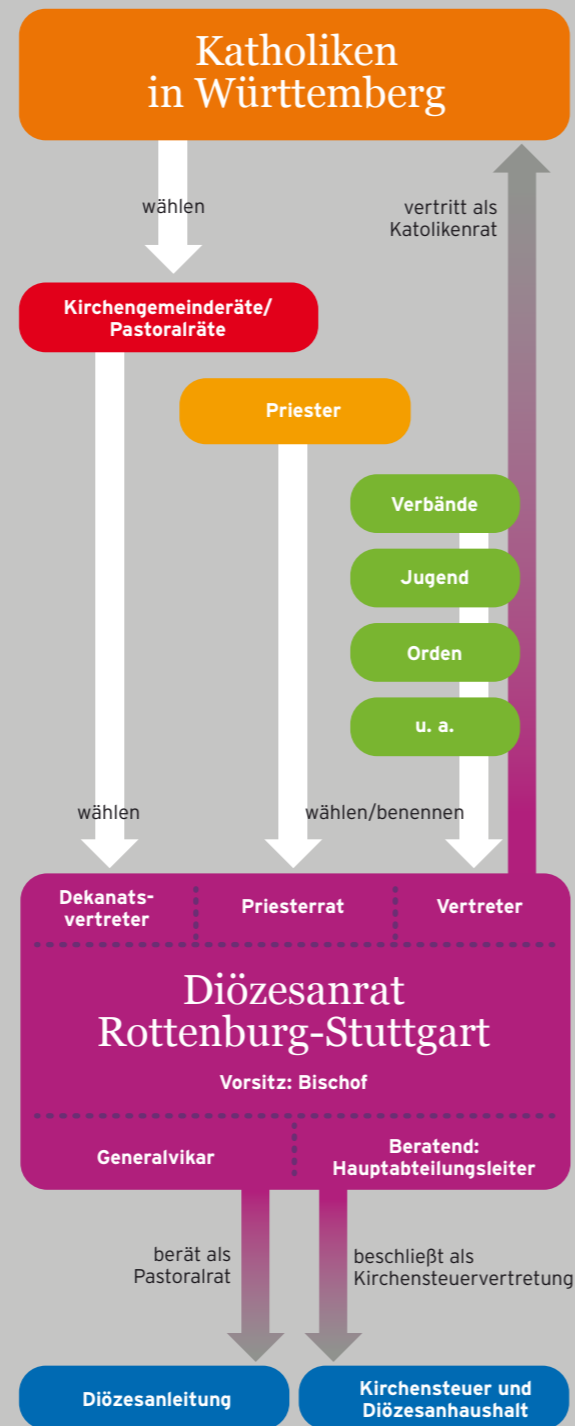 Katholiken
in Württemberg
wählen
vertritt als
Katolikenrat
Kirchengemeinderäte/
Pastoralräte
Priester
Verbände
Jugend
Orden
u. a.
wählen
wählen/benennen
Dekanats-
vertreter
Priesterrat
Vertreter
Diözesanrat
Rottenburg-Stuttgart
Vorsitz: Bischof
Generalvikar
Beratend:
Hauptabteilungsleiter
berät als
Pastoralrat
beschließt als
Kirchensteuervertretung
Diözesanleitung
Kirchensteuer und
Diözesanhaushalt